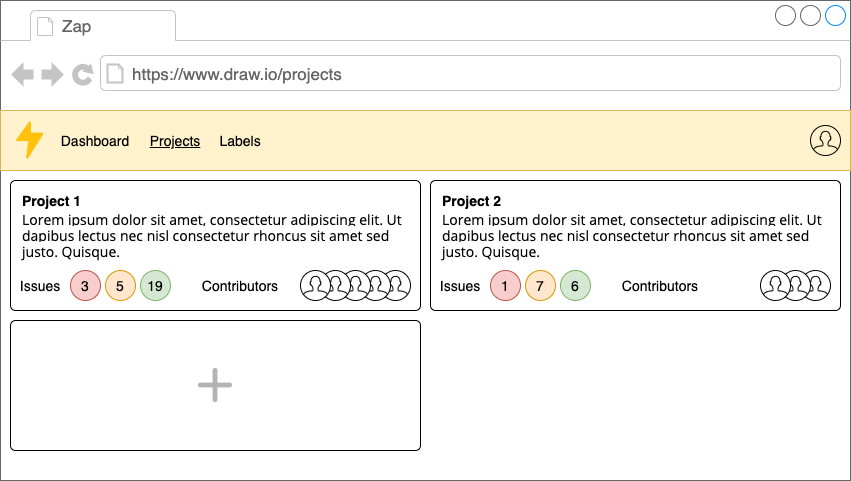 Zap
https://www.draw.io/projects
Dashboard Projects Labels
Project 1
Lorem ipsum dolor sit amet, consectetur adipiscing elit. Ut
dapibus lectus nec nisl consectetur rhoncus sit amet sed
justo. Quisque.
Issues 3 5 19 Contributors
Project 2
Lorem ipsum dolor sit amet, consectetur adipiscing elit. Ut
dapibus lectus nec nisl consectetur rhoncus sit amet sed
justo. Quisque.
Issues 1 7 6 Contributors